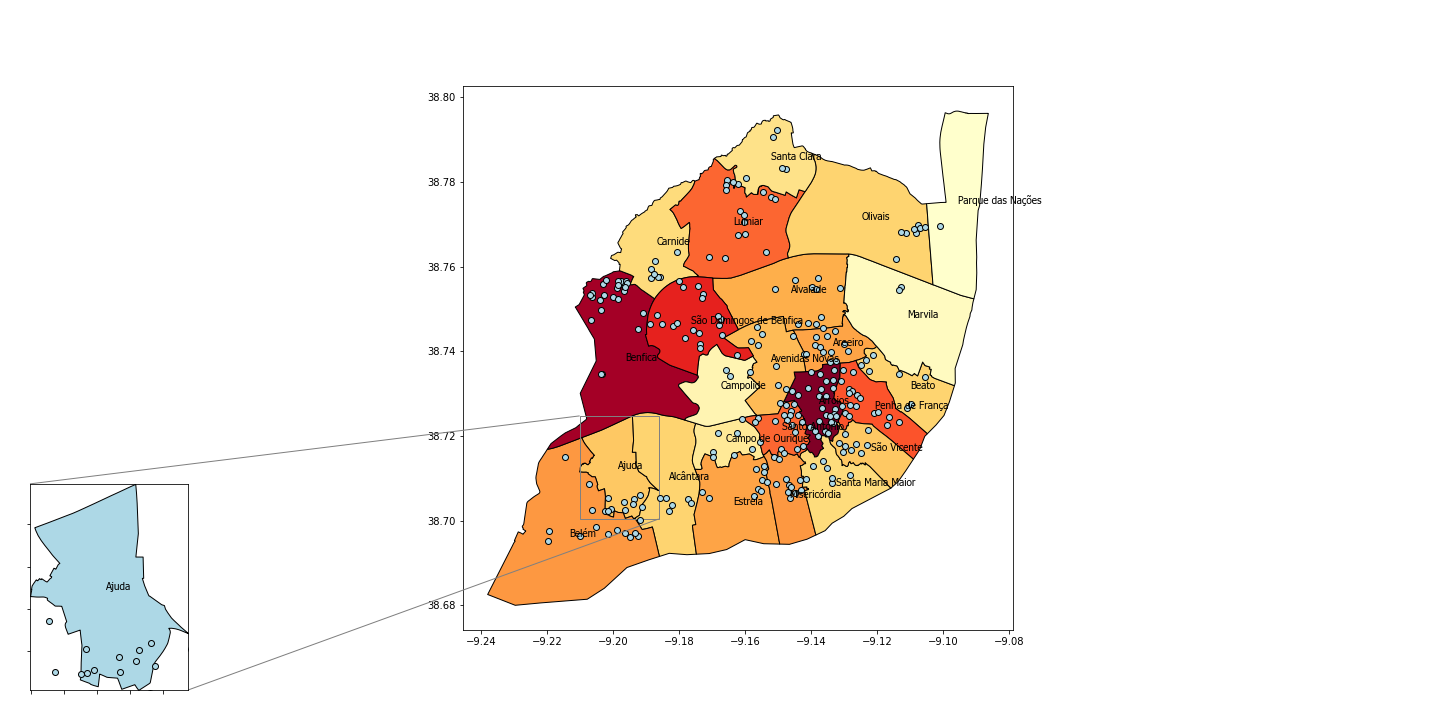 38.80
Santa Clara
38.78
Parque das Nações
Olivais
Lumiar
Carnide
38.76
Alvalade
Marvila
São Domingos de Benfica
38.74
Areeiro
Benfica
Avenidas Novas
Campolide
Beato
Arroios
Penha de França
38.72
Santo António
Campo de Ourique
São Vicente
Ajuda
Alcântara
Santa Maria Maior
Misericórdia
Estrela
38.70
Belém
Ajuda
38.68
−9.24 −9.22 −9.20 −9.18 −9.16 −9.14 −9.12 −9.10 −9.08